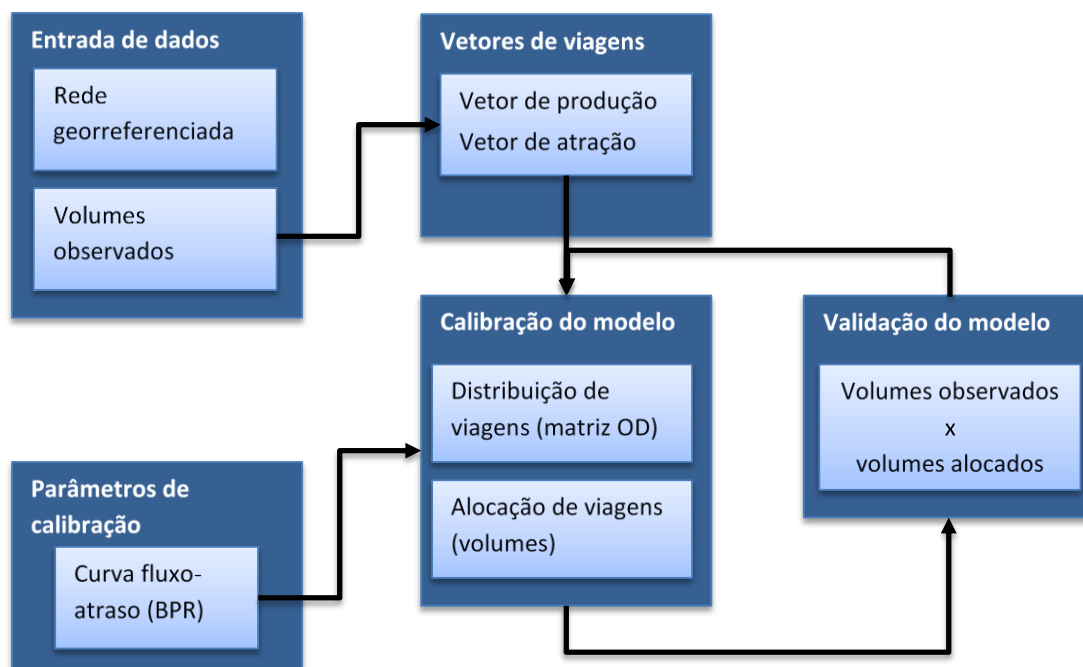 Entrada de dados
Rede
georreferenciada
Volumes
observados
Vetores de viagens
Vetor de produção
Vetor de atração
Calibração do modelo
Distribuição de
viagens (matriz OD)
Alocação de viagens
(volumes)
Validação do modelo
Volumes observados
x
volumes alocados
Parâmetros de
calibração
Curva fluxo-
atraso (BPR)